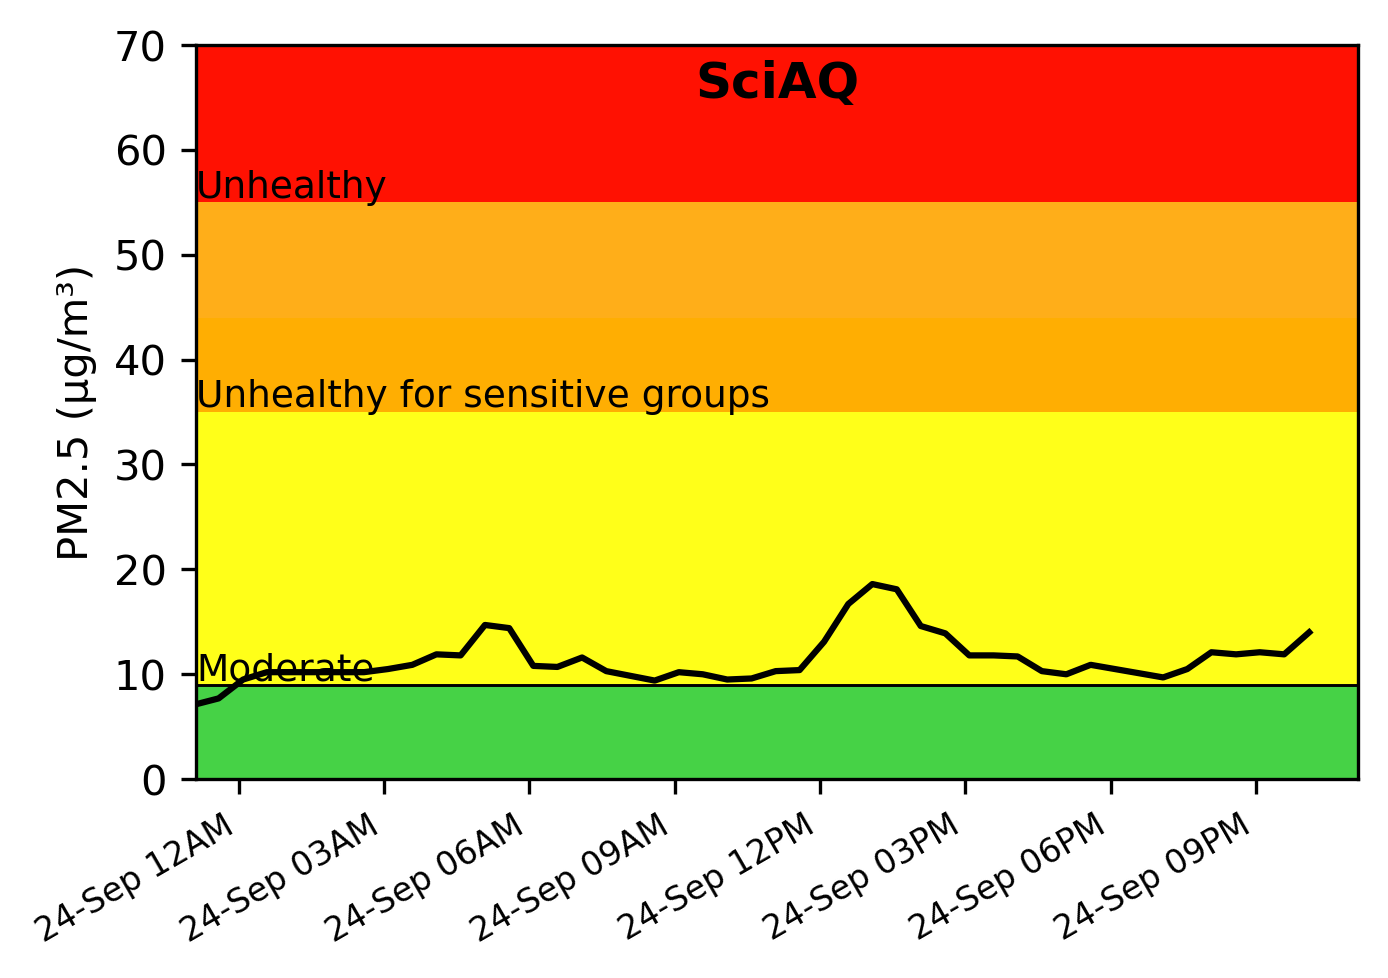 SciAQ
PM2.5 (µg/m³)
70
60
50
40
30
20
10
0
Unhealthy
Unhealthy for sensitive groups
Moderate
24-Sep 12AM
24-Sep 03AM
24-Sep 06AM
24-Sep 09AM
24-Sep 12PM
24-Sep 03PM
24-Sep 06PM
24-Sep 09PM